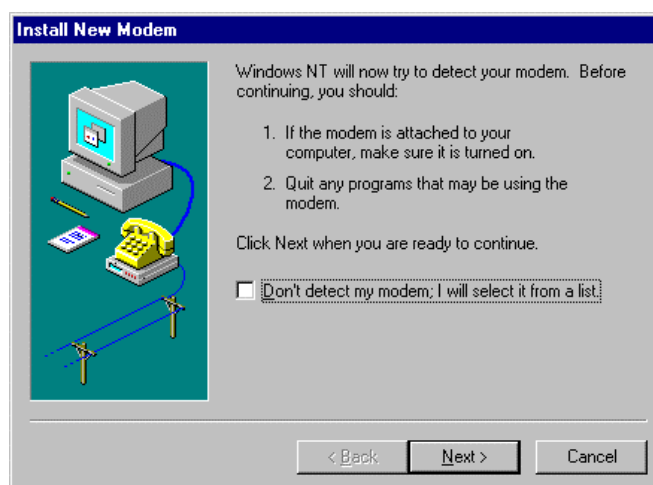 Install New Modem
Windows NT will now try to detect your modem. Before
continuing, you should:
1. If the modem is attached to your
computer, make sure it is turned on.
2. Quit any programs that may be using the
modem.
Click Next when you are ready to continue.
Don't detect my modem; I will select it from a list.
< Back
Next >
Cancel